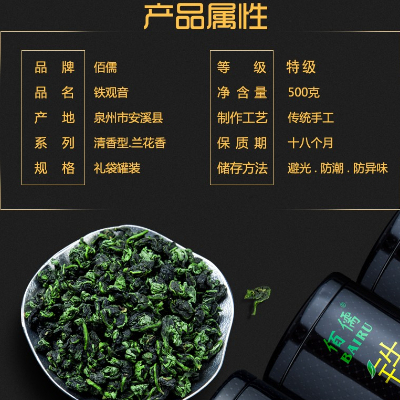 产品属性
品牌 佰儒 等级 特级
品名 铁观音 净含量 500克
产地 泉州市安溪县 制作工艺 传统手工
系列 清香型.兰花香 保质期 十八个月
规格 礼袋罐装 储存方法 避光 . 防潮 . 防异味
佰儒®
BAIRU